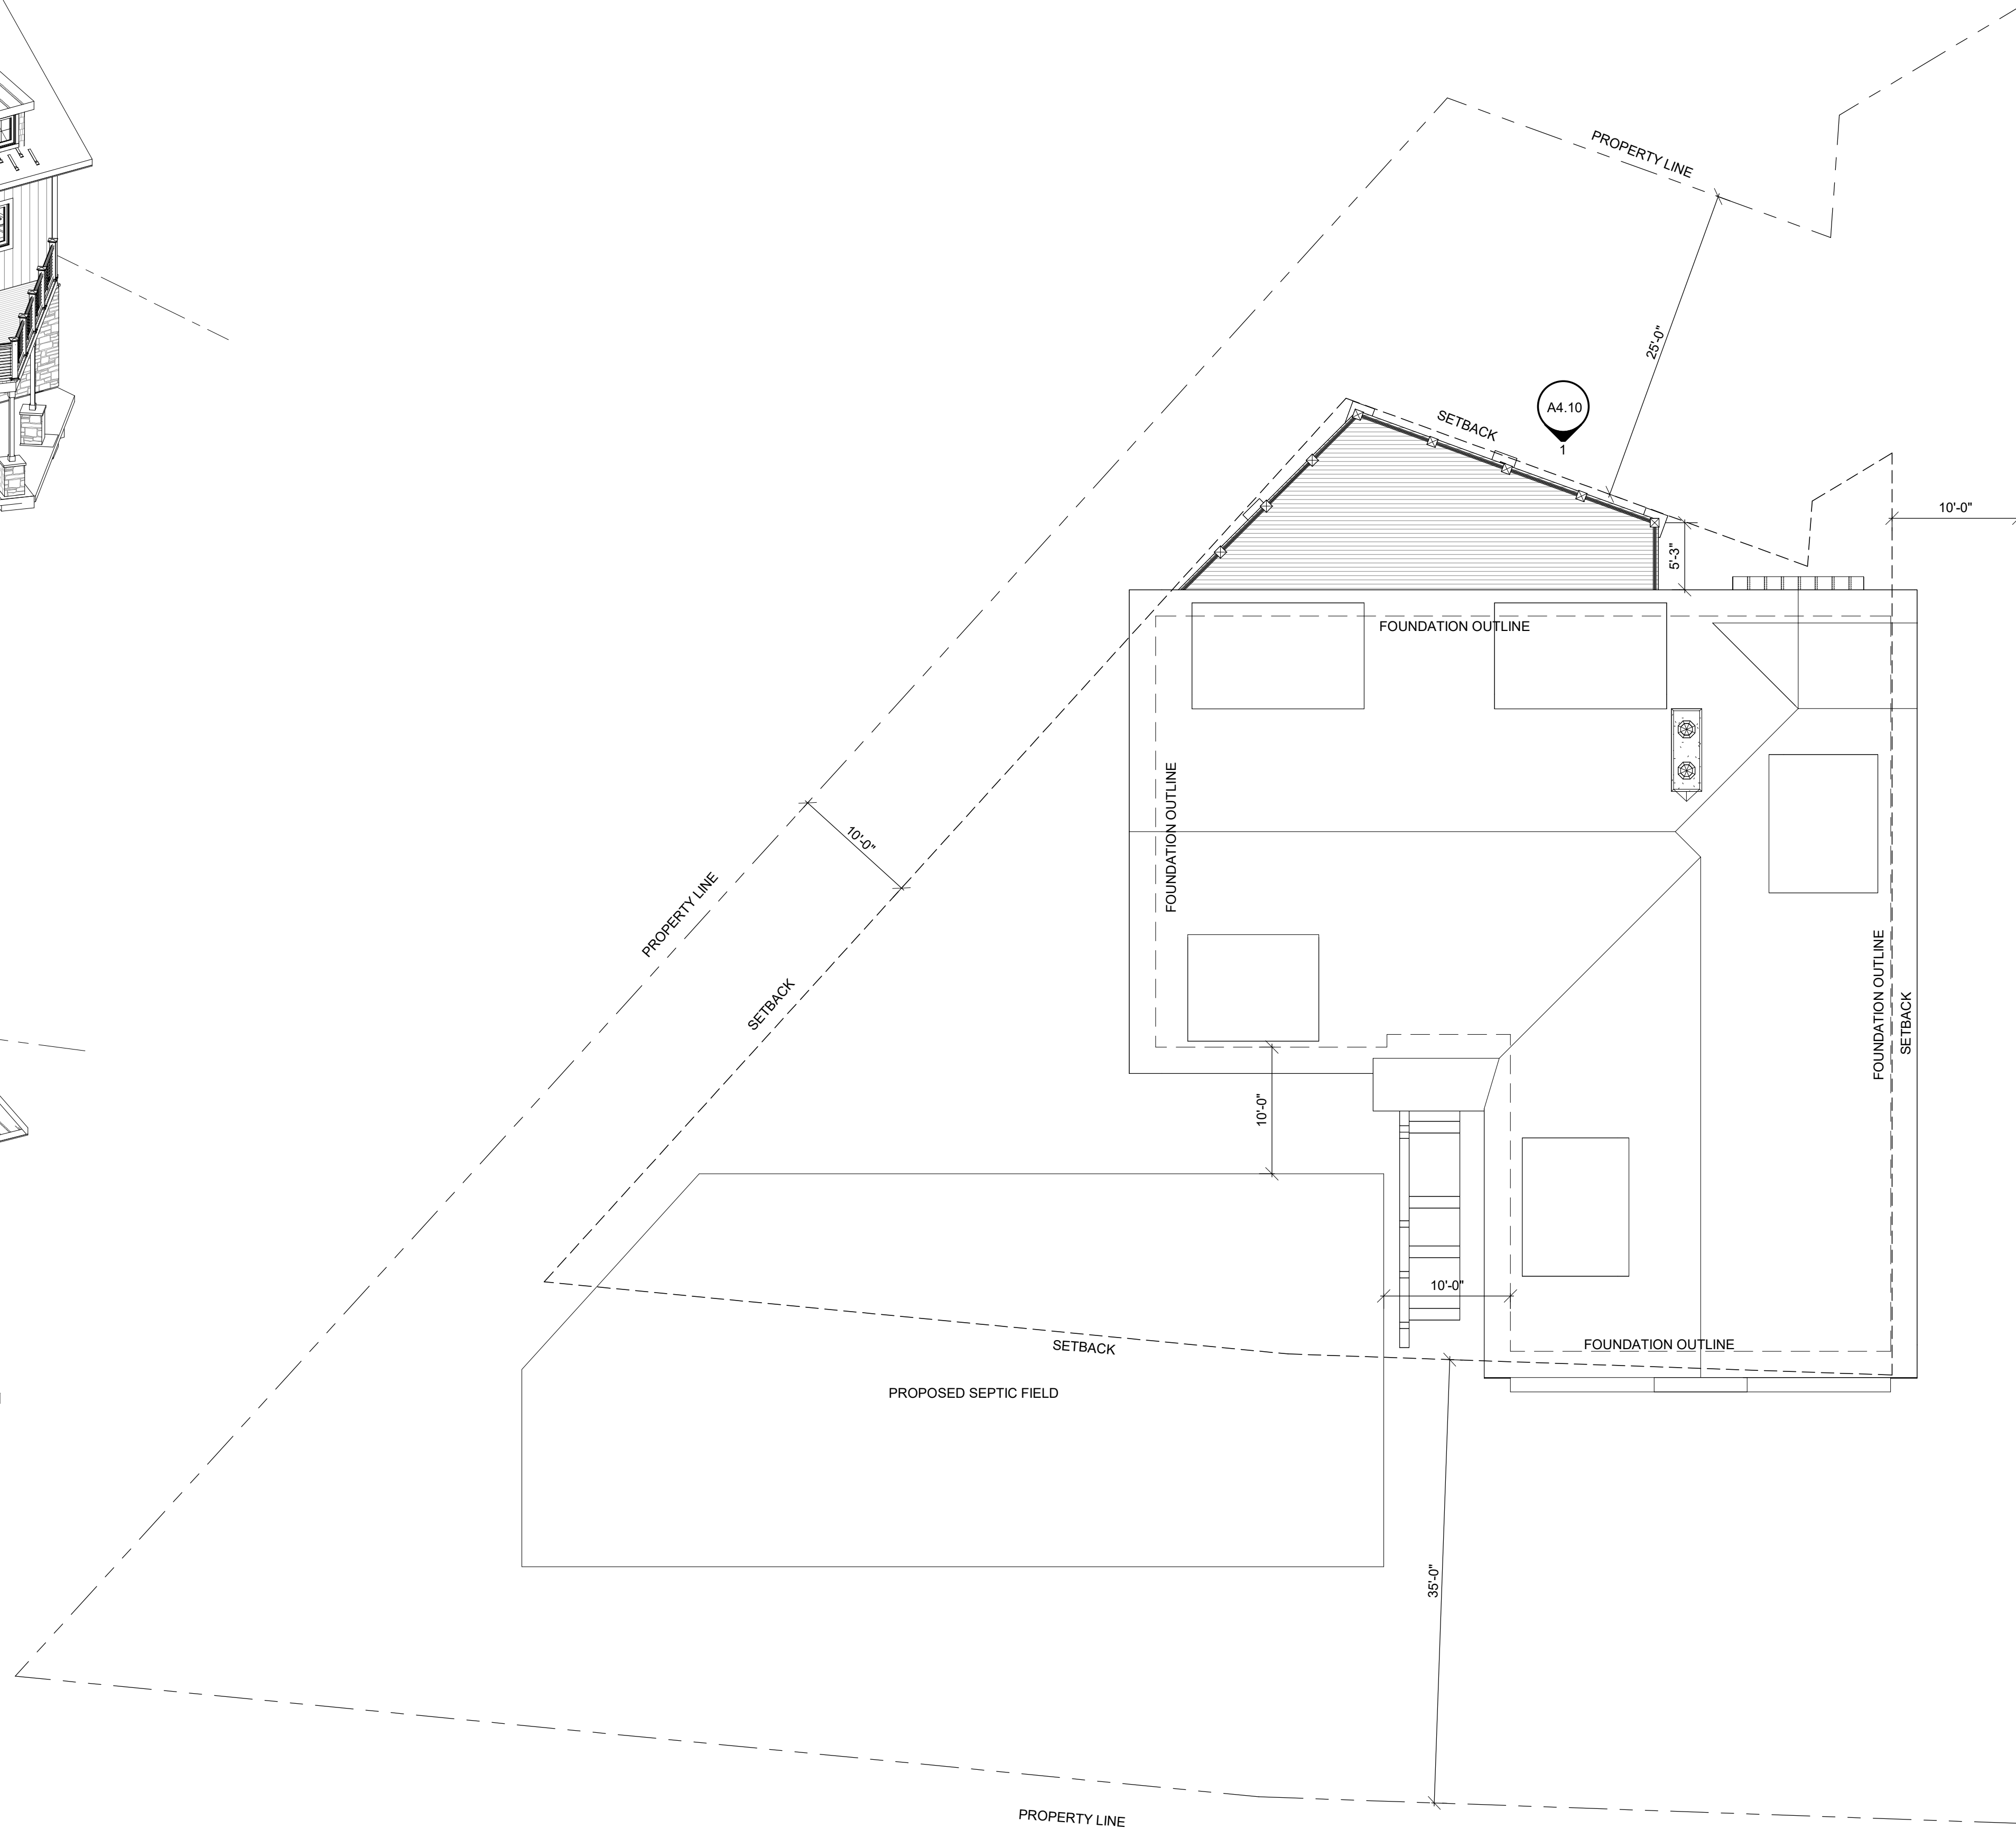 PROPERTY LINE
25'-0"
A4.10
1
SETBACK
10'-0"
5'-3"
FOUNDATION OUTLINE
FOUNDATION OUTLINE
10'-0"
PROPERTY LINE
SETBACK
FOUNDATION OUTLINE
SETBACK
10'-0"
10'-0"
SETBACK
FOUNDATION OUTLINE
PROPOSED SEPTIC FIELD
35'-0"
PROPERTY LINE